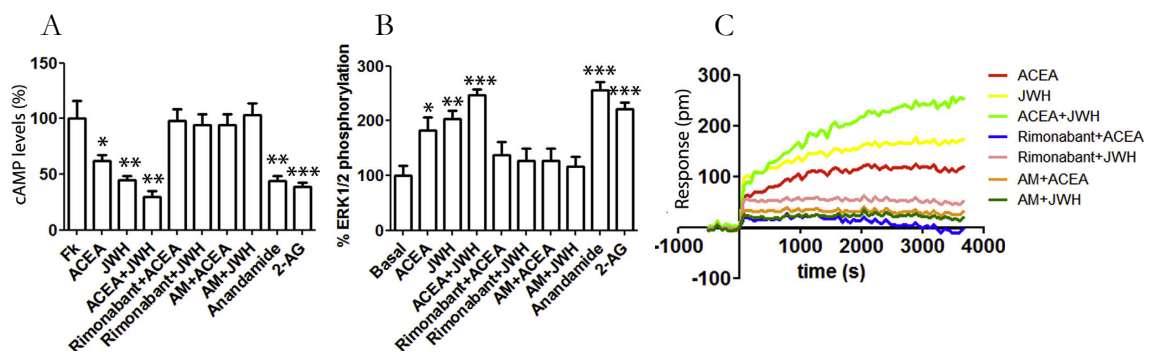 A
B
C
cAMP levels (%)
150
100
50
0
*
**
**
**
***
Fk
ACEA
JWH
ACEA+JWH
Rimonabant+ACEA
Rimonabant+JWH
AM+ACEA
AM+JWH
Anandamide
2-AG
% ERK1/2 phosphorylation
300
200
100
0
*
**
***
***
***
Basal
ACEA
JWH
ACEA+JWH
Rimonabant+ACEA
Rimonabant+JWH
AM+ACEA
AM+JWH
Anandamide
2-AG
Response (pm)
300
200
100
-100
-1000
0
1000
2000
3000
4000
time (s)
ACEA
JWH
ACEA+JWH
Rimonabant+ACEA
Rimonabant+JWH
AM+ACEA
AM+JWH